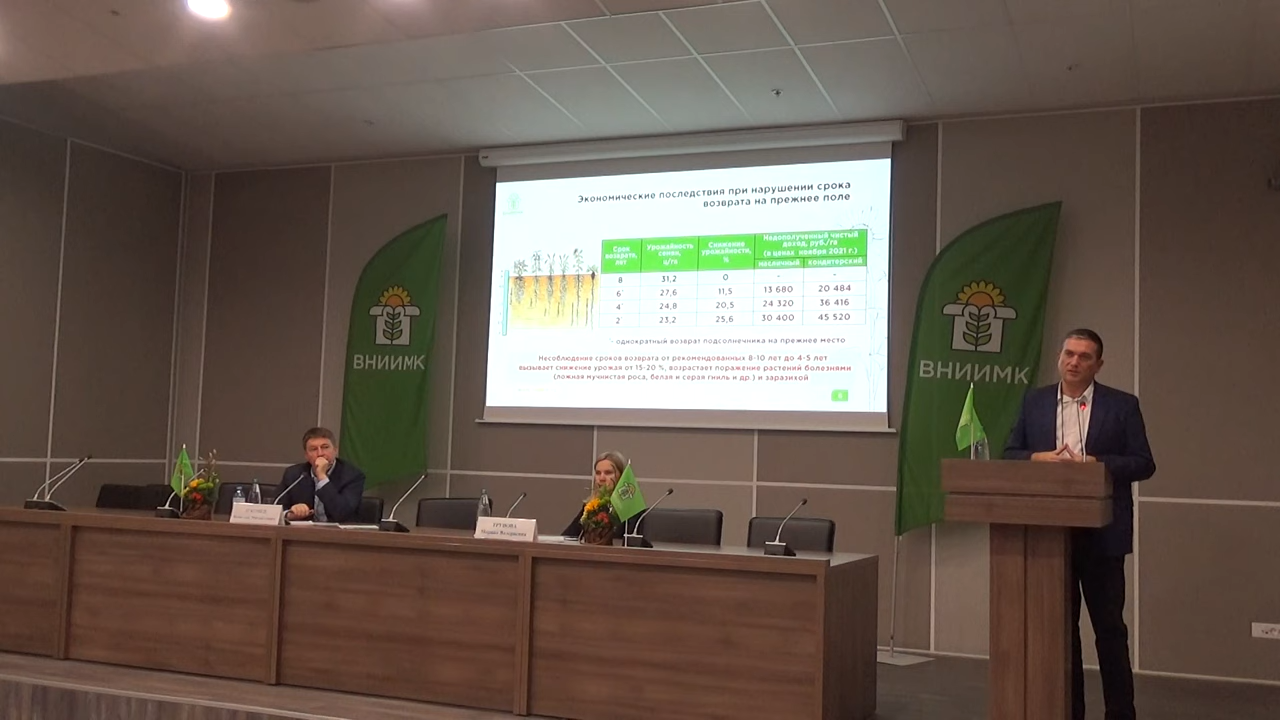 Экономические последствия при нарушении срока
возврата на прежнее поле
Срок возврата, лет
Урожайность семян, ц/га
Снижение урожайности, %
Недополученный чистый доход, руб./га (в ценах ноября 2021 г.)
масличный кондитерский
8 31,2 0 - -
6* 27,6 11,5 13 680 20 484
4* 24,8 20,5 24 320 36 416
2* 23,2 25,6 30 400 45 520
*- однократный возврат подсолнечника на прежнее место
Несоблюдение сроков возврата от рекомендованных 8-10 лет до 4-5 лет
вызывает снижение урожая от 15-20 %, возрастает поражение растений болезнями
(ложная мучнистая роса, белая и серая гниль и др.) и заразихой
ВНИИМК
ВНИИМК
ТРУНОВА